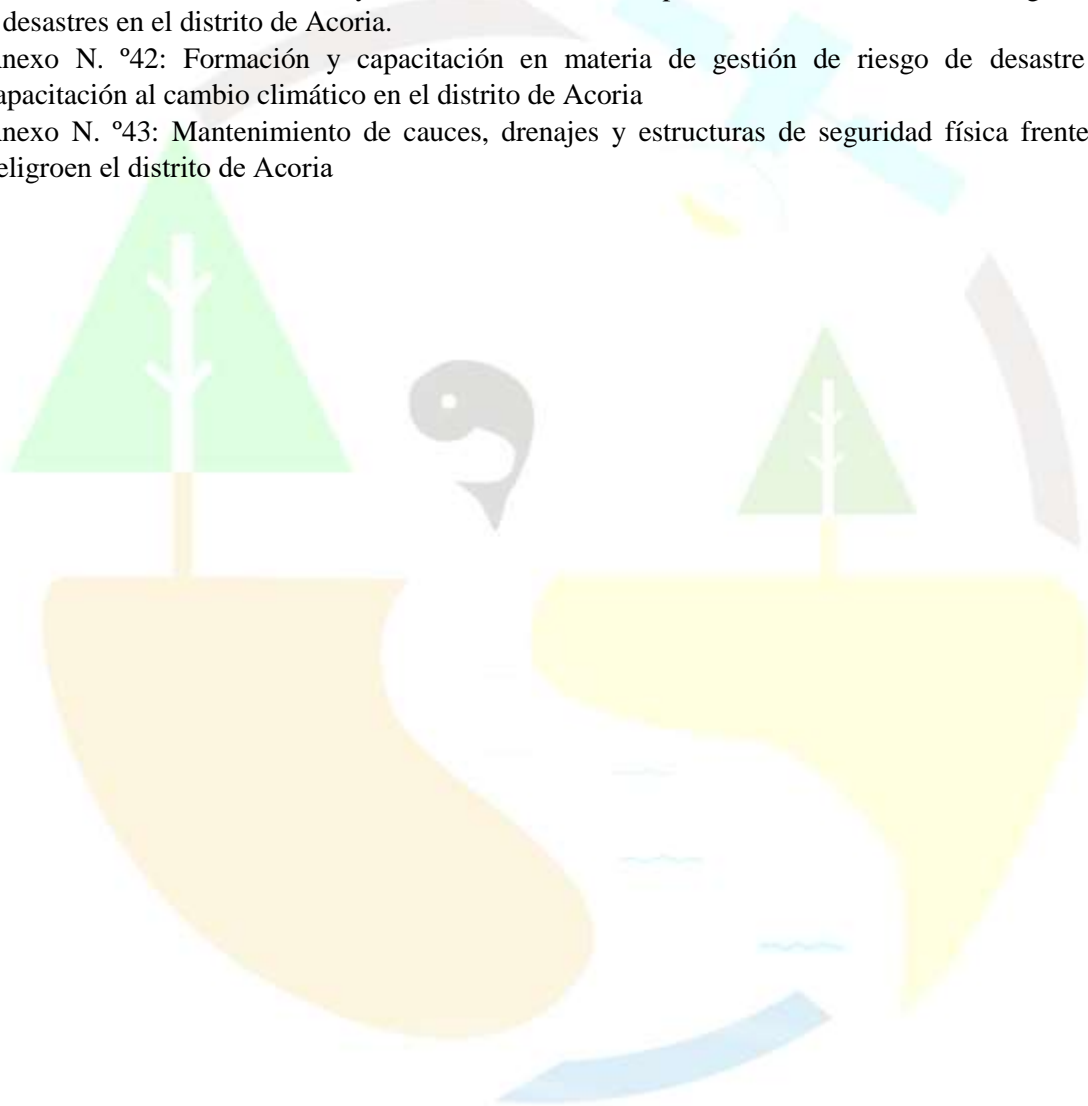 desastres en el distrito de Acoria.
nexo N. º42: Formación y capacitación en materia de gestión de riesgo de desastre
apacitación al cambio climático en el distrito de Acoria
nexo N. º43: Mantenimiento de cauces, drenajes y estructuras de seguridad física frente
eligroen el distrito de Acoria